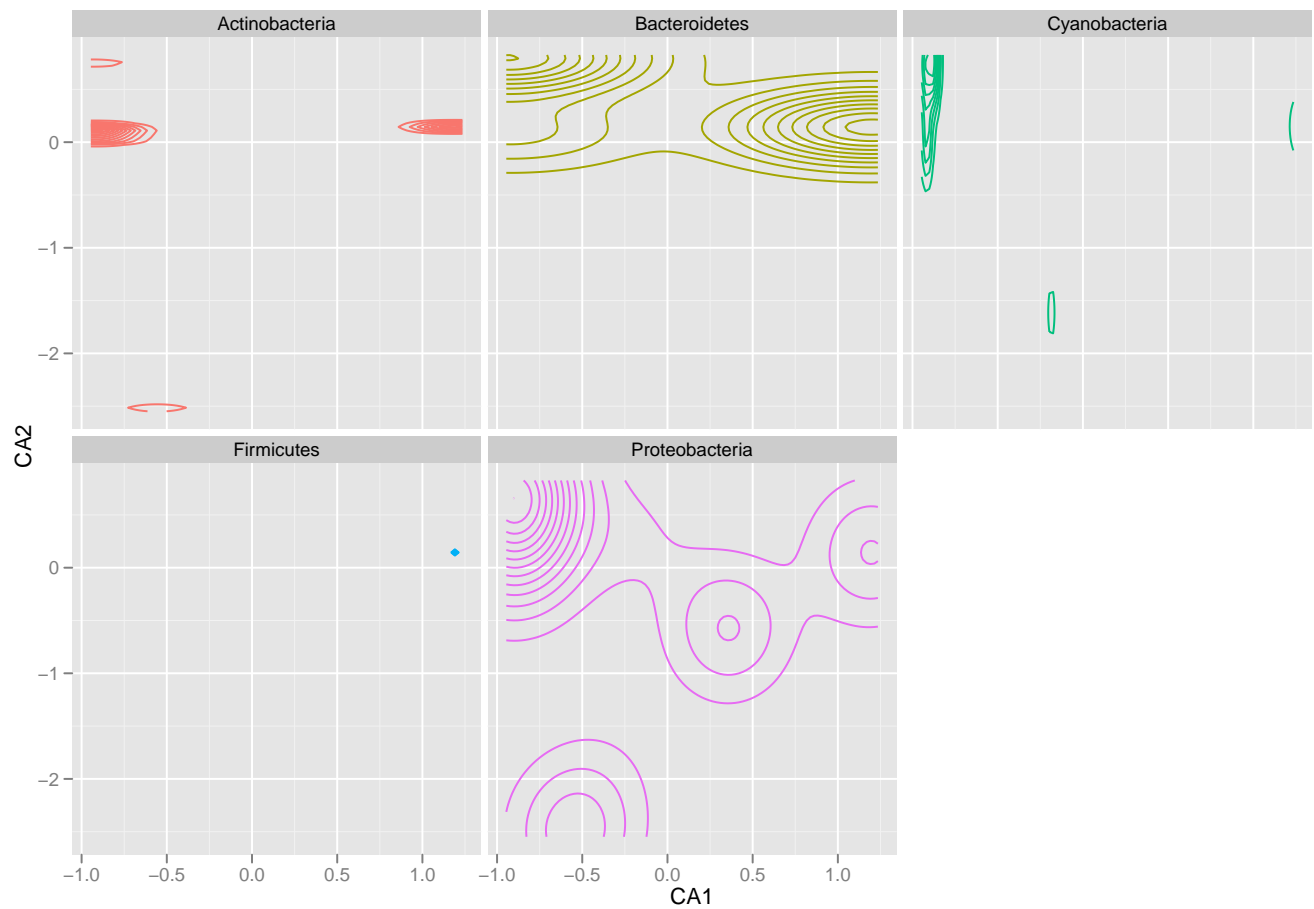 Actinobacteria Bacteroidetes Cyanobacteria
0
−1
−2
CA2
Firmicutes Proteobacteria
0
−1
−2
−1.0 −0.5 0.0 0.5 1.0 −1.0 −0.5 0.0 0.5 1.0
CA1